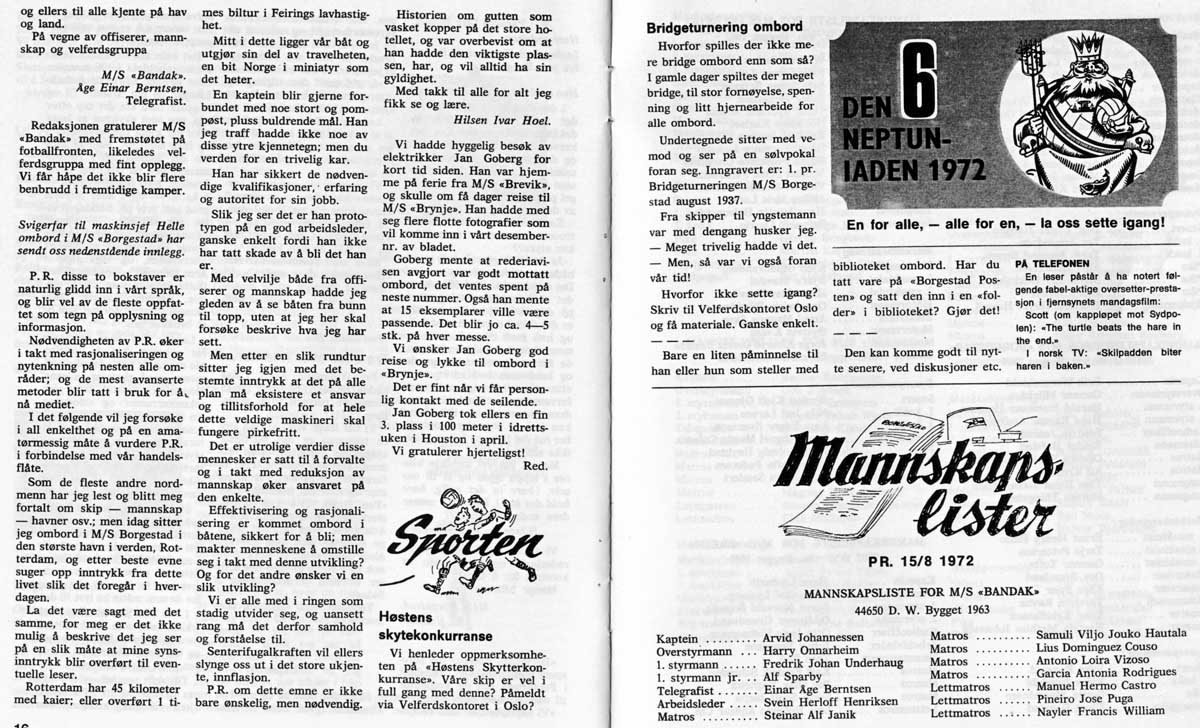 og ellers til alle kjente på hav
og land.
På vegne av offiserer, mann-
skap og velferdsgruppa
M/S «Bandak».
Åge Einar Berntsen,
Telegrafist.
Redaksjonen gratulerer M/S
«Bandak» med fremstøtet på
fotballfronten, likeledes vel-
ferdsgruppa med fint opplegg.
Vi får håpe det ikke blir flere
benbrudd i fremtidige kamper.
Svigerfar til maskinsjef Helle
ombord i M/S «Borgestad» har
sendt oss nedenstående innlegg.
P.R. disse to bokstaver er
naturlig glidd inn i vårt språk,
og blir vel av de fleste oppfat-
tet som tegn på opplysning og
informasjon.
Nødvendigheten av P.R. øker
i takt med rasjonaliseringen og
nytenkning på nesten alle om-
råder; og de mest avanserte
metoder blir tatt i bruk for å
nå mediet.
I det følgende vil jeg forsøke
i all enkelthet og på en ama-
tørmessig måte å vurdere P.R.
i forbindelse med vår handels-
flåte.
Som de fleste andre nord-
menn har jeg lest og blitt meg
fortalt om skip — mannskap
— havner osv.; men idag sitter
jeg ombord i M/S Borgestad i
den største havn i verden, Rot-
terdam, og etter beste evne
suger opp inntrykk fra dette
livet slik det foregår i hver-
dagen.
La det være sagt med det
samme, for meg er det ikke
mulig å beskrive det jeg ser
på en slik måte at mine syns-
inntrykk blir overført til even-
tuelle leser.
Rotterdam har 45 kilometer
med kaier; eller overført 1 ti-
16
mes biltur i Feirings lavhastig-
het.
Mitt i dette ligger vår båt og
utgjør sin del av travelheten,
en bit Norge i miniatyr som
det heter.
En kaptein blir gjerne for-
bundet med noe stort og pom-
pøst, pluss buldrende mål. Han
jeg traff hadde ikke noe av
disse ytre kjennetegn; men du
verden for en trivelig kar.
Han har sikkert de nødven-
dige kvalifikasjoner, erfaring
og autoritet for sin jobb.
Slik jeg ser det er han proto-
typen på en god arbeidsleder,
ganske enkelt fordi han ikke
har tatt skade av å bli det han
er.
Med velvilje både fra offi-
serer og mannskap hadde jeg
gleden av å se båten fra bunn
til topp, uten at jeg her skal
forsøke beskrive hva jeg har
sett.
Men etter en slik rundtur
sitter jeg igjen med det be-
stemte inntrykk at det på alle
plan må eksistere et ansvar
og tillitsforhold for at hele
dette veldige maskineri skal
fungere pirkefritt.
Det er utrolige verdier disse
mennesker er satt til å forvalte
og i takt med reduksjon av
mannskap øker ansvaret på
den enkelte.
Effektivisering og rasjonali-
sering er kommet ombord i
båtene, sikkert for å bli; men
makter menneskene å omstille
seg i takt med denne utvikling?
Og for det andre ønsker vi en
slik utvikling?
Vi er alle med i ringen som
stadig utvider seg, og uansett
rang må det derfor samhold
og forståelse til.
Senterifugalkraften vil ellers
slynge oss ut i det store ukjen-
te, innflasjon.
P.R. om dette emne er ikke
bare ønskelig, men nødvendig.
Historien om gutten som
vasket kopper på det store ho-
tellet, og var overbevist om at
han hadde den viktigste plas-
sen, har, og vil alltid ha sin
gyldighet.
Med takk til alle for alt jeg
fikk se og lære.
Hilsen Ivar Hoel.
Vi hadde hyggelig besøk av
elektriker Jan Goberg for
kort tid siden. Han var hjem-
me på ferie fra M/S «Brevik»,
og skulle om få dager reise til
M/S «Brynje». Han hadde med
seg flere flotte fotografier som
vil komme inn i vårt desember-
nr. av bladet.
Goberg mente at rederiavi-
sen avgjort var godt mottatt
ombord, det ventes spent på
neste nummer. Også han mente
at 15 eksemplarer ville være
passende. Det blir jo ca. 4—5
stk. på hver messe.
Vi ønsker Jan Goberg god
reise og lykke til ombord i
«Brynje».
Det er fint når vi får person-
lig kontakt med de seilende.
Jan Goberg tok ellers en fin
3. plass i 100 meter i idretts-
uken i Houston i april.
Vi gratulerer hjerteligst!
Red.
Sporten
Høstens
skytekonkurranse
Vi henleder oppmerksomhe-
ten på «Høstens Skytterkon-
kurranse». Våre skip er vel i
full gang med denne? Påmeldt
via Velferdskontoret i Oslo?
Bridgeturnering ombord
Hvorfor spilles der ikke me-
re bridge ombord enn som så?
I gamle dager spiltes der meget
bridge, til stor fornøyelse, spen-
ning og litt hjernearbeide for
alle ombord.
Undertegnede sitter med ve-
mod og ser på en sølvpokal
foran seg. Inngravert er: 1. pr.
Bridgeturneringen M/S Borge-
stad august 1937.
Fra skipper til yngstemann
var med dengang husker jeg.
— Meget trivelig hadde vi det.
— Men, så var vi også foran
vår tid!
Hvorfor ikke sette igang?
Skriv til Velferdskontoret Oslo
og få materiale. Ganske enkelt.
— — —
Bare en liten påminnelse til
han eller hun som steller med
DEN 6
NEPTUN-
IADEN 1972
En for alle, — alle for en, — la oss sette igang!
biblioteket ombord. Har du
tatt vare på «Borgestad Pos-
ten» og satt den inn i en «fol-
der» i biblioteket? Gjør det!
— — —
Den kan komme godt til nyt-
te senere, ved diskusjoner etc.
PÅ TELEFONEN
En leser påstår å ha notert føl-
gende fabel-aktige oversetter-presta-
sjon i fjernsynets mandagsfilm:
Scott (om kappløpet mot Sydpo-
len): «The turtle beats the hare in
the end.»
I norsk TV: «Skilpadden biter
haren i baken.»
Mannskaps-
lister
PR. 15/8 1972
MANNSKAPSLISTE FOR M/S «BANDAK»
44650 D. W. Bygget 1963
Kaptein ......... Arvid Johannessen
Overstyrmann ... Harry Onnarheim
1. styrmann ...... Fredrik Johan Underhaug
1. styrmann jr. .. Alf Sparby
Telegrafist ........ Einar Åge Berntsen
Arbeidsleder ..... Svein Herloff Henriksen
Matros .......... Steinar Alf Janik
Matros .......... Samuli Viljo Jouko Hautala
Matros .......... Lius Dominguez Couso
Matros .......... Antonio Loira Vizoso
Matros .......... Garcia Antonia Rodrigues
Lettmatros ....... Manuel Hermo Castro
Lettmatros ....... Pineiro Jose Puga
Lettmatros ....... Nayler Francis William